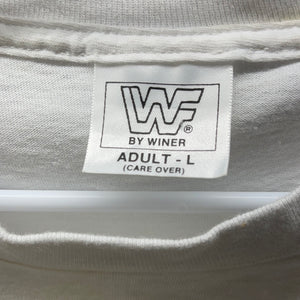 WF®
BY WINER
ADULT - L
(CARE OVER)